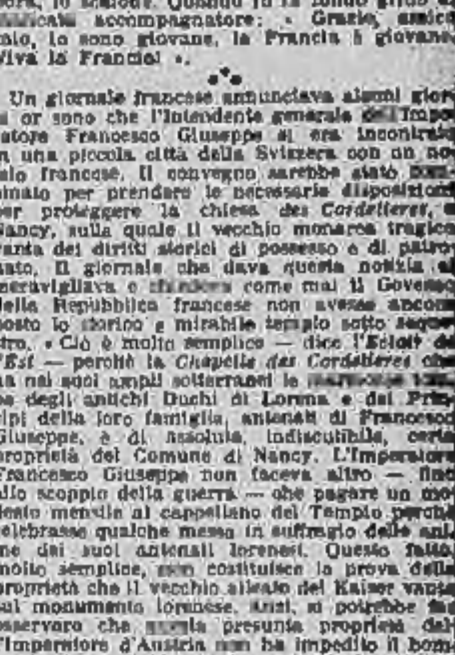 accompagnatore: « Grazie, amico
mio, io sono giovane, la Francia è giovane
Viva la Francia! ».
Un giornale francese annunciava alcuni gior
or sono che l'Intendente generale dell'Impe
ratore Francesco Giuseppe si era incontrato
in una piccola città della Svizzera con un no
taio francese. Il convegno sarebbe stato
per prendere le necessarie disposizioni
per proteggere la chiesa des Cordeliers, a
Nancy, sulla quale il vecchio monarca tragico
vanta dei diritti storici di possesso e di patro
nato. Il giornale che dava questa notizia si
meravigliava e come mai il Governo
della Repubblica francese non avesse ancora
posto lo storico e mirabile tempio sotto seque
stro. « Ciò è molto semplice — dice l'Eclair de
l'Est — perchè la Chapelle des Cordelieres che
ha nei suoi ampli sotterranei le
be degli antichi Duchi di Lorena e dei Prin
cipi della loro famiglia, antenati di Francesco
Giuseppe, è di assoluta, indiscutibile, certa
proprietà del Comune di Nancy. L'Imperatore
Francesco Giuseppe non faceva altro — fino
allo scoppio della guerra — che pagare un mo
desto mensile al cappellano del Tempio perchè
celebrasse qualche messa in suffragio delle ani
me dei suoi antenati lorenesi. Questo fatto,
molto semplice, non costituisce la prova della
proprietà che il vecchio alleato del Kaiser vanta
sul monumento lorenese. Anzi, si potrebbe far
osservare che questa presunta proprietà del
l'Imperatore d'Austria non ha impedito il bom